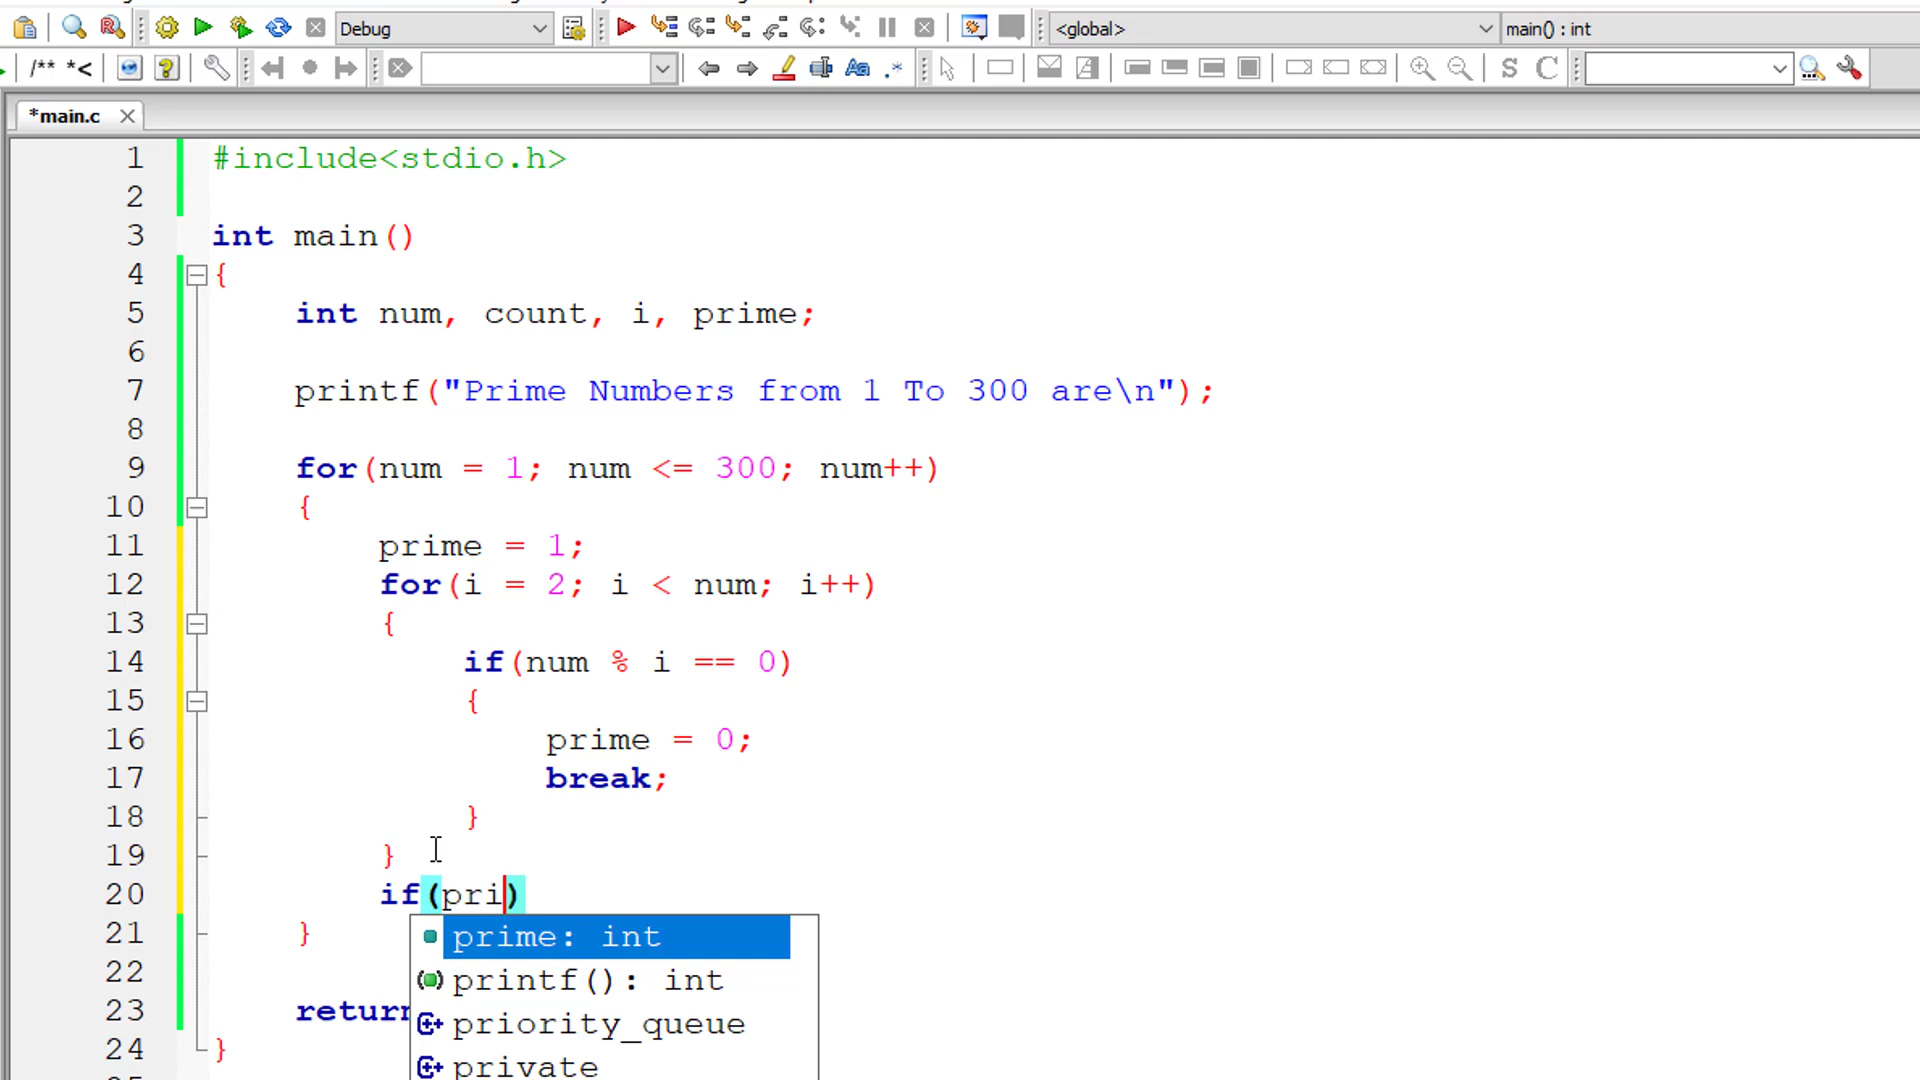 Debug
<global>
main() : int
/** *<
Aa
.*
S C
*main.c
1 #include<stdio.h>
2
3 int main()
4 {
5 int num, count, i, prime;
6
7 printf("Prime Numbers from 1 To 300 are\n");
8
9 for(num = 1; num <= 300; num++)
10 {
11 prime = 1;
12 for(i = 2; i < num; i++)
13 {
14 if(num % i == 0)
15 {
16 prime = 0;
17 break;
18 }
19 }
20 if(pri)
prime: int
21 }
printf(): int
22
23 return
priority_queue
24 }
private